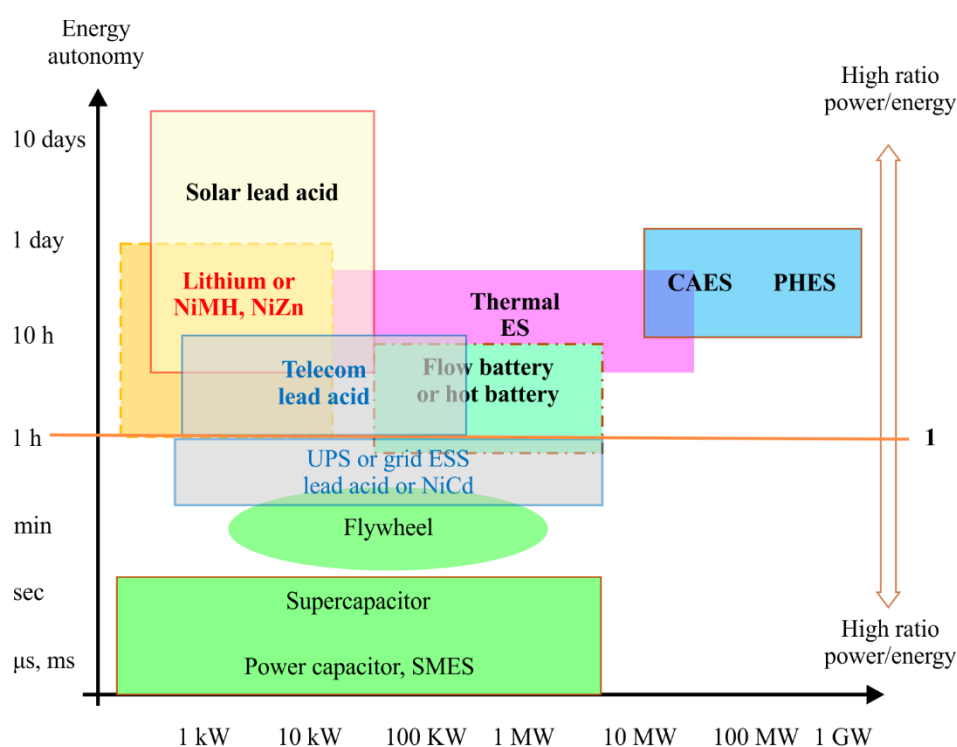 Energy
autonomy
High ratio
power/energy
10 days
Solar lead acid
1 day
Lithium or
NiMH, NiZn
CAES PHES
Thermal
ES
10 h
Telecom
lead acid
Flow battery
or hot battery
1 h
1
UPS or grid ESS
lead acid or NiCd
min
Flywheel
sec
Supercapacitor
High ratio
power/energy
μs, ms
Power capacitor, SMES
1 kW 10 kW 100 KW 1 MW 10 MW 100 MW 1 GW